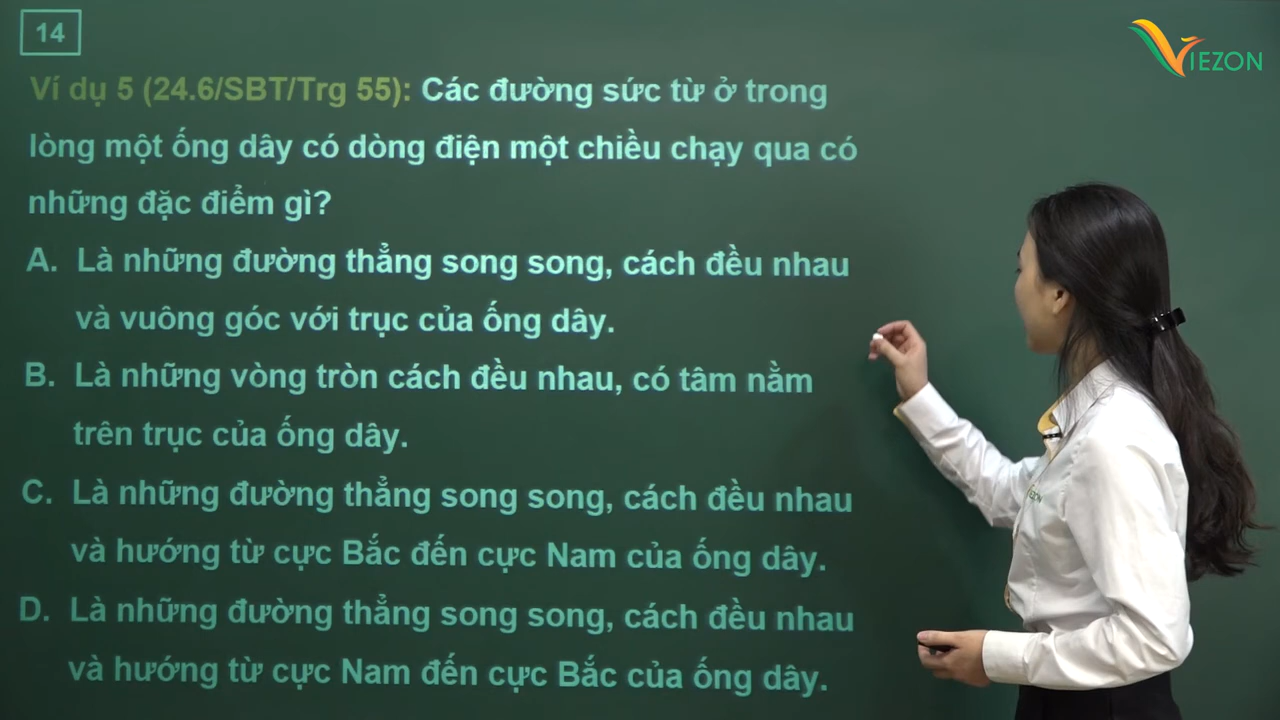 14
VIEZON
Ví dụ 5 (24.6/SBT/Trg 55): Các đường sức từ ở trong
lòng một ống dây có dòng điện một chiều chạy qua có
những đặc điểm gì?
A. Là những đường thẳng song song, cách đều nhau
và vuông góc với trục của ống dây.
B. Là những vòng tròn cách đều nhau, có tâm nằm
trên trục của ống dây.
C. Là những đường thẳng song song, cách đều nhau
và hướng từ cực Bắc đến cực Nam của ống dây.
D. Là những đường thẳng song song, cách đều nhau
và hướng từ cực Nam đến cực Bắc của ống dây.